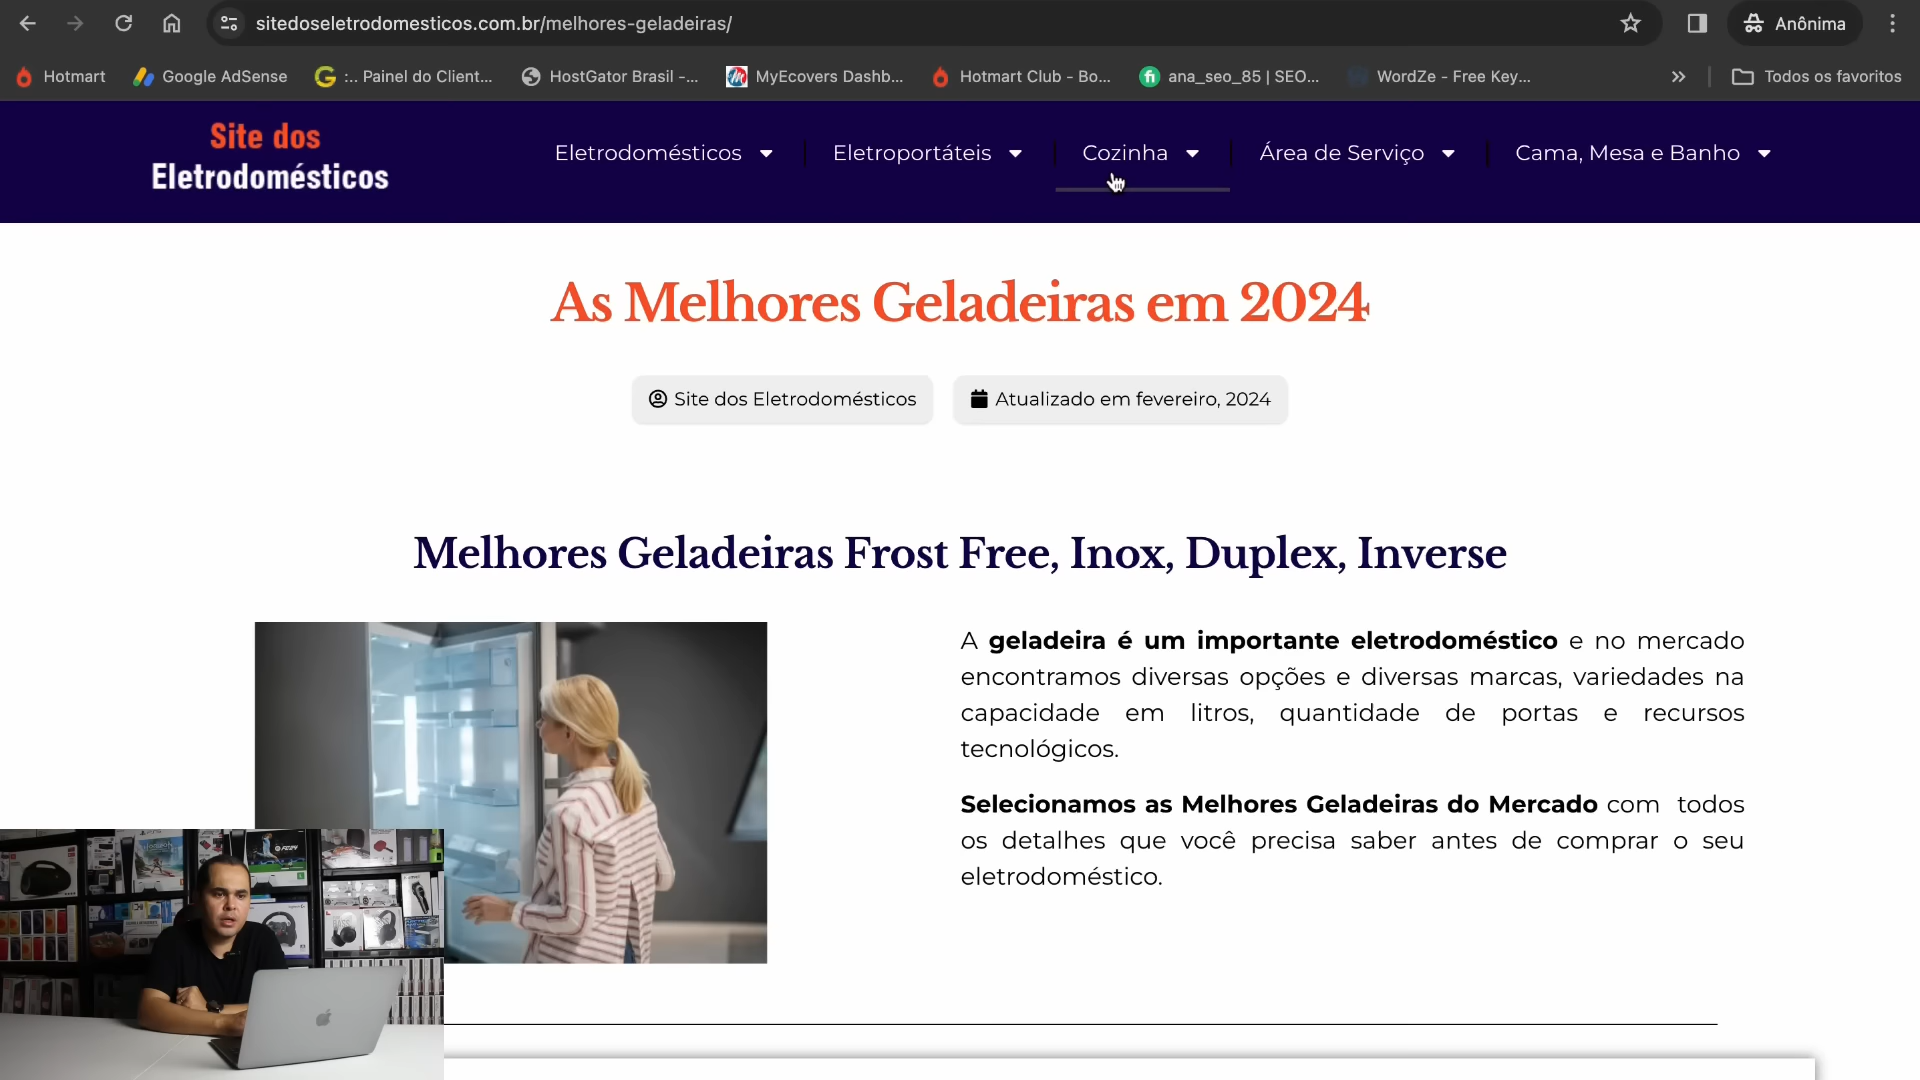 sitedoseletrodomesticos.com.br/melhores-geladeiras/
Anônima
Hotmart
Google AdSense
:.. Painel do Client...
HostGator Brasil -...
MyEcovers Dashb...
Hotmart Club - Bo...
ana_seo_85 | SEO...
WordZe - Free Key...
Todos os favoritos
Site dos
Eletrodomésticos
Eletrodomésticos
Eletroportáteis
Cozinha
Área de Serviço
Cama, Mesa e Banho
As Melhores Geladeiras em 2024
Site dos Eletrodomésticos
Atualizado em fevereiro, 2024
Melhores Geladeiras Frost Free, Inox, Duplex, Inverse
A geladeira é um importante eletrodoméstico e no mercado
encontramos diversas opções e diversas marcas, variedades na
capacidade em litros, quantidade de portas e recursos
tecnológicos.
Selecionamos as Melhores Geladeiras do Mercado com todos
os detalhes que você precisa saber antes de comprar o seu
eletrodoméstico.